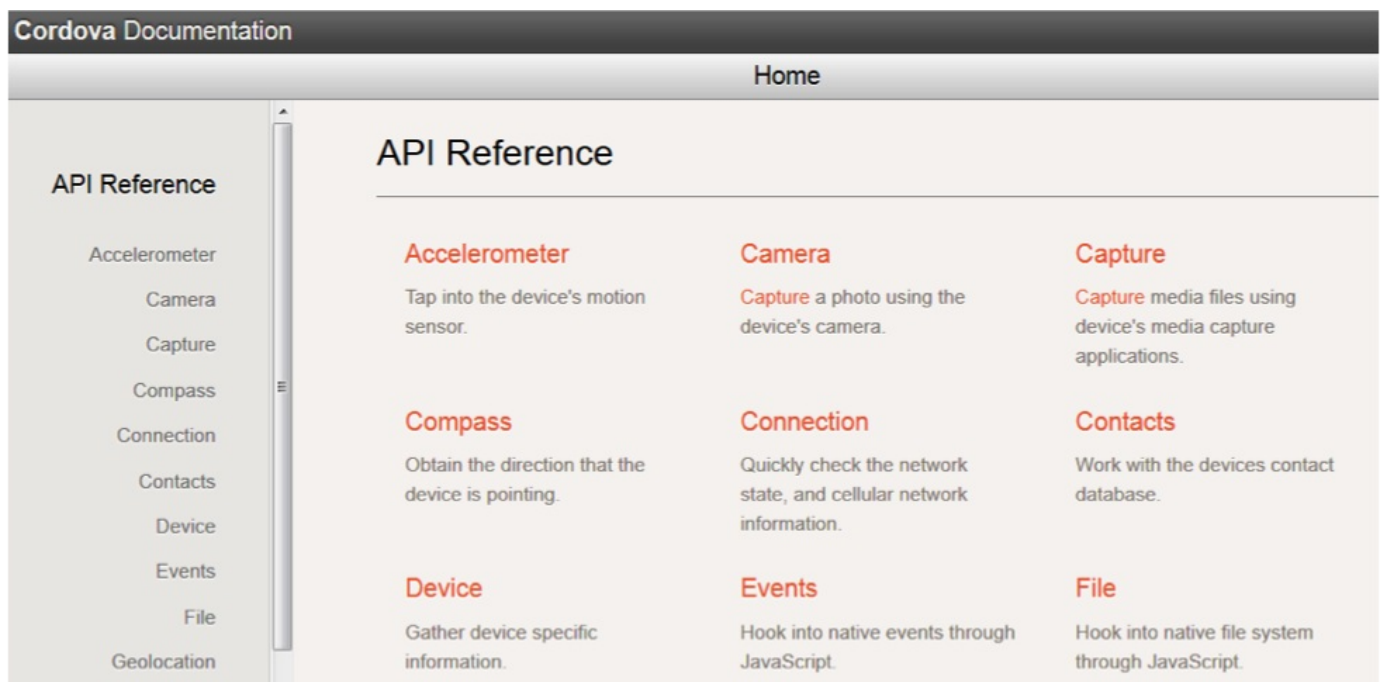 Cordova Documentation
Home
API Reference
Accelerometer
Camera
Capture
Compass
Connection
Contacts
Device
Events
File
Geolocation
API Reference
Accelerometer
Tap into the device's motion
sensor.
Camera
Capture a photo using the
device's camera.
Capture
Capture media files using
device's media capture
applications.
Compass
Obtain the direction that the
device is pointing.
Connection
Quickly check the network
state, and cellular network
information.
Contacts
Work with the devices contact
database.
Device
Gather device specific
information.
Events
Hook into native events through
JavaScript.
File
Hook into native file system
through JavaScript.